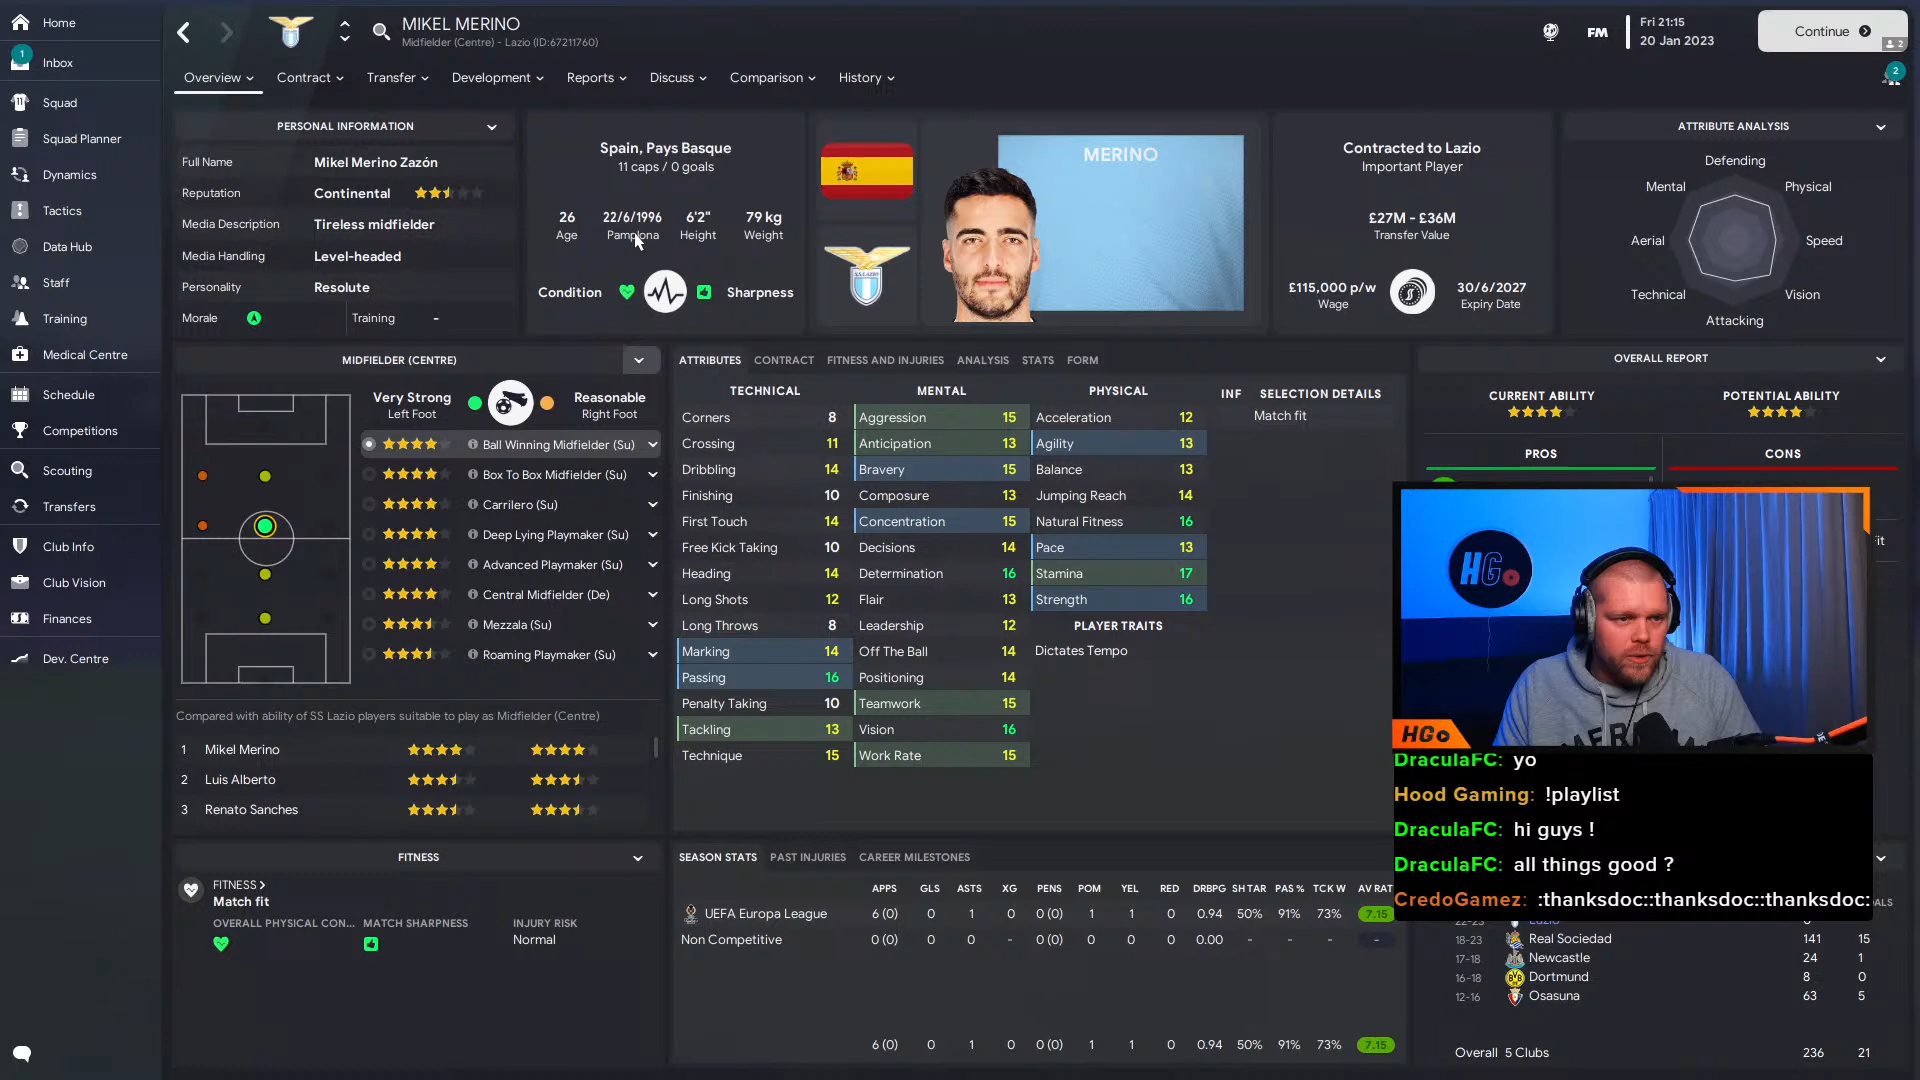 Home
1
Inbox
Squad
Squad Planner
Dynamics
Tactics
Data Hub
Staff
Training
Medical Centre
Schedule
Competitions
Scouting
Transfers
Club Info
Club Vision
Finances
Dev. Centre
MIKEL MERINO
Midfielder (Centre) - Lazio (ID:67211760)
FM
Fri 21:15
20 Jan 2023
Continue
2
Overview Contract Transfer Development Reports Discuss Comparison History
2
PERSONAL INFORMATION
Full Name Mikel Merino Zazón
Reputation Continental
Media Description Tireless midfielder
Media Handling Level-headed
Personality Resolute
Morale Training -
Spain, Pays Basque
11 caps / 0 goals
26 22/6/1996 6'2" 79 kg
Age Pamplona Height Weight
Condition Sharpness
MERINO
S.S.LAZIO
Contracted to Lazio
Important Player
£27M - £36M
Transfer Value
£115,000 p/w 30/6/2027
Wage Expiry Date
ATTRIBUTE ANALYSIS
Defending
Mental Physical
Aerial Speed
Technical Vision
Attacking
MIDFIELDER (CENTRE)
Very Strong Reasonable
Left Foot Right Foot
Ball Winning Midfielder (Su)
Box To Box Midfielder (Su)
Carrilero (Su)
Deep Lying Playmaker (Su)
Advanced Playmaker (Su)
Central Midfielder (De)
Mezzala (Su)
Roaming Playmaker (Su)
Compared with ability of SS Lazio players suitable to play as Midfielder (Centre)
1 Mikel Merino
2 Luis Alberto
3 Renato Sanches
ATTRIBUTES CONTRACT FITNESS AND INJURIES ANALYSIS STATS FORM
TECHNICAL MENTAL PHYSICAL INF SELECTION DETAILS
Corners 8 Aggression 15 Acceleration 12 Match fit
Crossing 11 Anticipation 13 Agility 13
Dribbling 14 Bravery 15 Balance 13
Finishing 10 Composure 13 Jumping Reach 14
First Touch 14 Concentration 15 Natural Fitness 16
Free Kick Taking 10 Decisions 14 Pace 13
Heading 14 Determination 16 Stamina 17
Long Shots 12 Flair 13 Strength 16
Long Throws 8 Leadership 12 PLAYER TRAITS
Marking 14 Off The Ball 14 Dictates Tempo
Passing 16 Positioning 14
Penalty Taking 10 Teamwork 15
Tackling 13 Vision 16
Technique 15 Work Rate 15
OVERALL REPORT
CURRENT ABILITY POTENTIAL ABILITY
PROS CONS
HG
HG
DraculaFC: yo
Hood Gaming: !playlist
DraculaFC: hi guys !
DraculaFC: all things good ?
CredoGamez: :thanksdoc::thanksdoc::thanksdoc:
FITNESS
FITNESS
Match fit
OVERALL PHYSICAL CON... MATCH SHARPNESS INJURY RISK
Normal
SEASON STATS PAST INJURIES CAREER MILESTONES
APPS GLS ASTS XG PENS POM YEL RED DRBPG SH TAR PAS % TCK W AV RAT
UEFA Europa League 6 (0) 0 1 0 0 (0) 1 1 0 0.94 50% 91% 73% 7.15
Non Competitive 0 (0) 0 0 - 0 (0) 0 0 0 0.00 - - - -
6 (0) 0 1 0 0 (0) 1 1 0 0.94 50% 91% 73% 7.15
18-23 Real Sociedad 141 15
17-18 Newcastle 24 1
16-18 Dortmund 8 0
12-16 Osasuna 63 5
Overall 5 Clubs 236 21